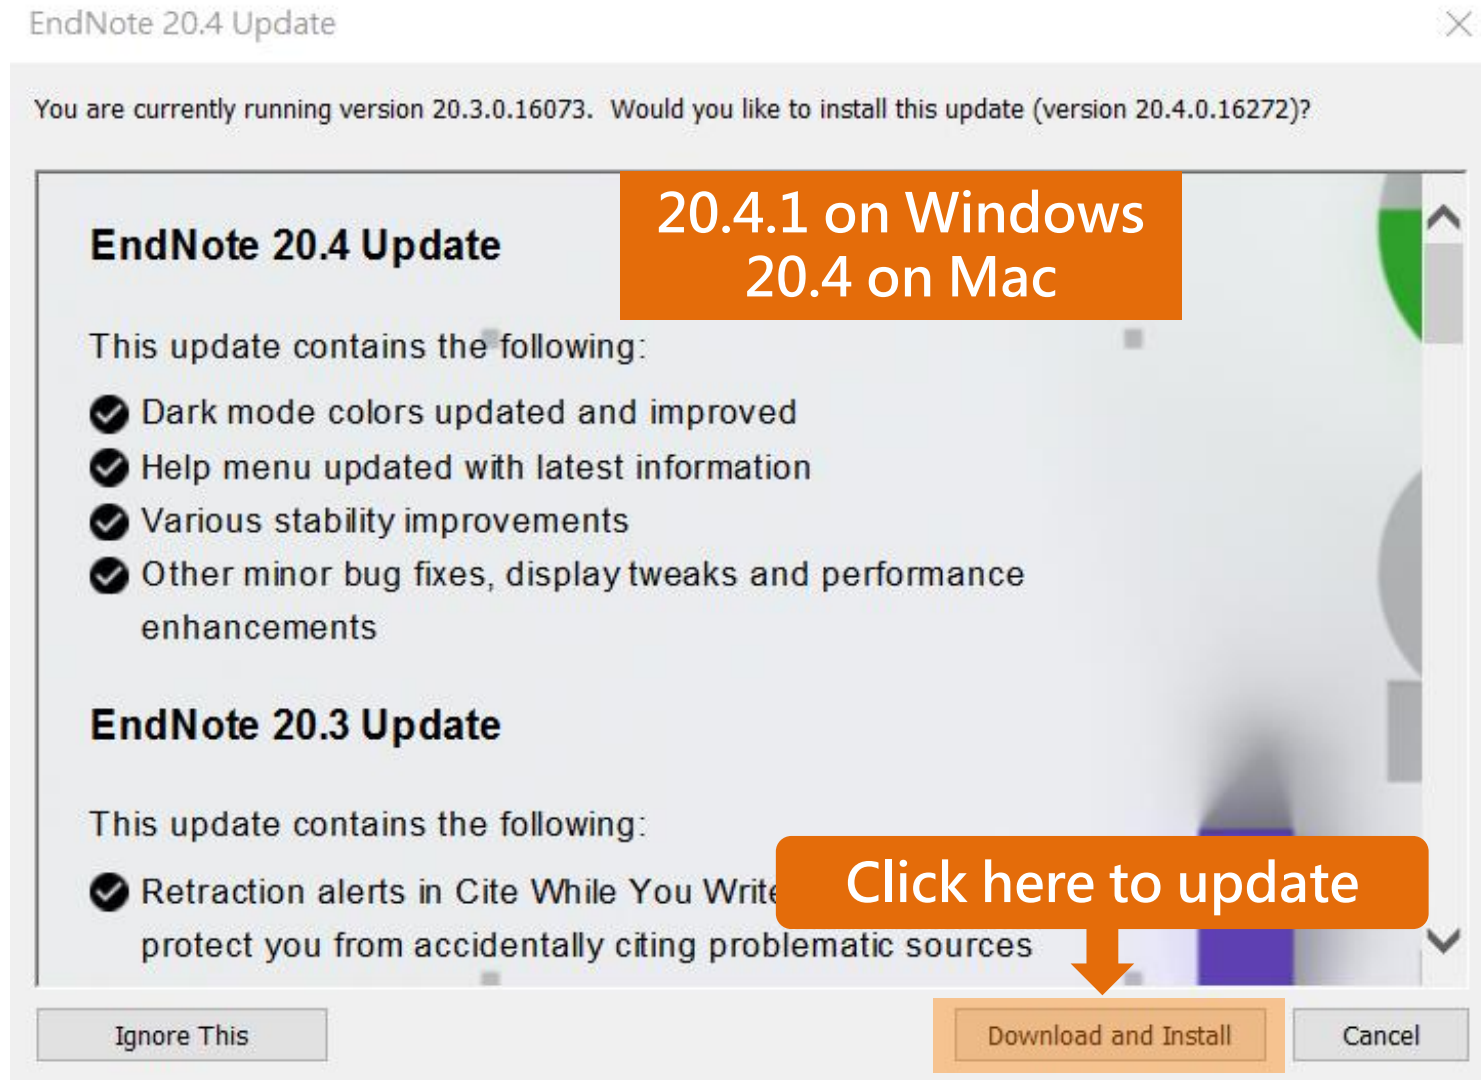 EndNote 20.4 Update
You are currently running version 20.3.0.16073.  Would you like to install this update (version 20.4.0.16272)?
20.4.1 on Windows
20.4 on Mac
EndNote 20.4 Update
This update contains the following:
Dark mode colors updated and improved
Help menu updated with latest information
Various stability improvements
Other minor bug fixes, display tweaks and performance
enhancements
EndNote 20.3 Update
This update contains the following:
Retraction alerts in Cite While You Write
protect you from accidentally citing problematic sources
Click here to update
Ignore This
Download and Install
Cancel